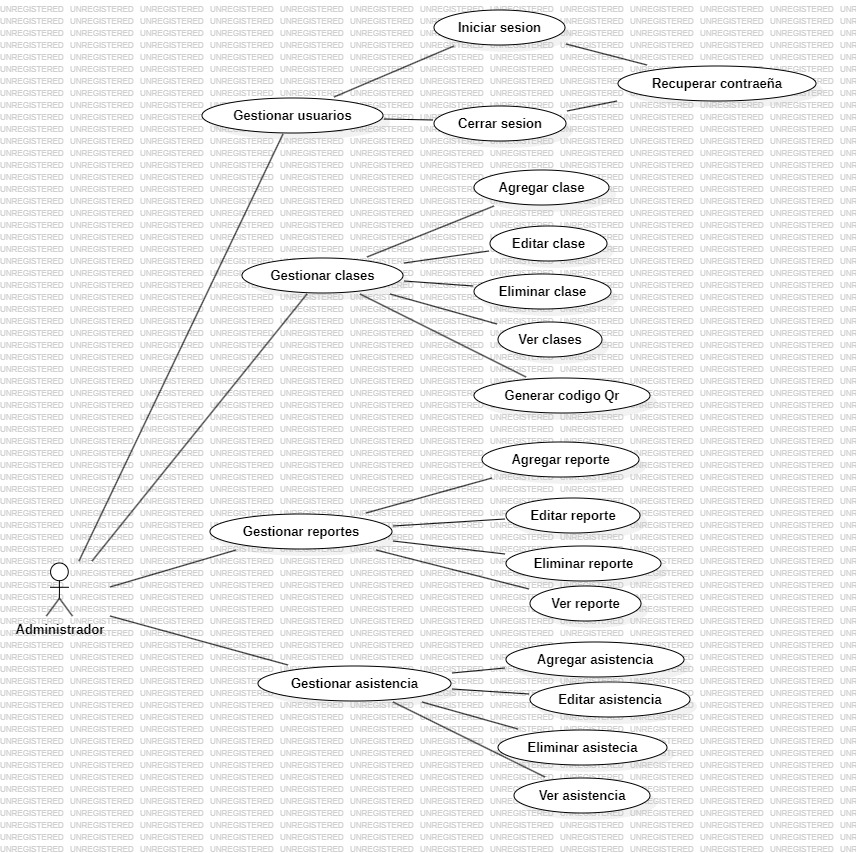 Iniciar sesion
Recuperar contraeña
Gestionar usuarios
Cerrar sesion
Agregar clase
Editar clase
Gestionar clases
Eliminar clase
Ver clases
Generar codigo Qr
Agregar reporte
Editar reporte
Gestionar reportes
Eliminar reporte
Ver reporte
Administrador
Agregar asistencia
Gestionar asistencia
Editar asistencia
Eliminar asistecia
Ver asistencia
UNREGISTERED